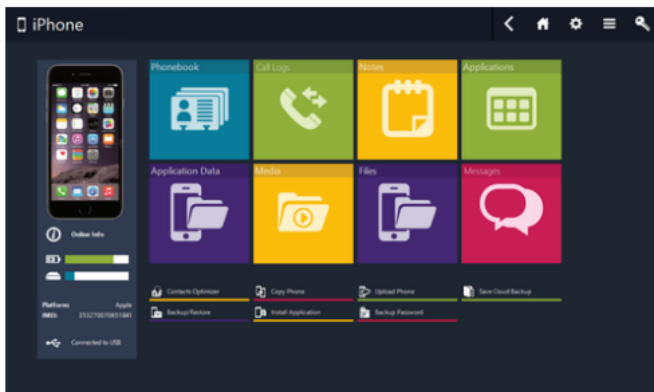 iPhone
Phonebook
Call Logs
Notes
Applications
Application Data
Media
Files
Messages
Online Info
Platform: Apple
IMEI: 353270070651841
Connected to USB
Contacts Optimizer
Copy Phone
Upload Phone
Save Cloud Backup
Backup/Restore
Install Application
Backup Password